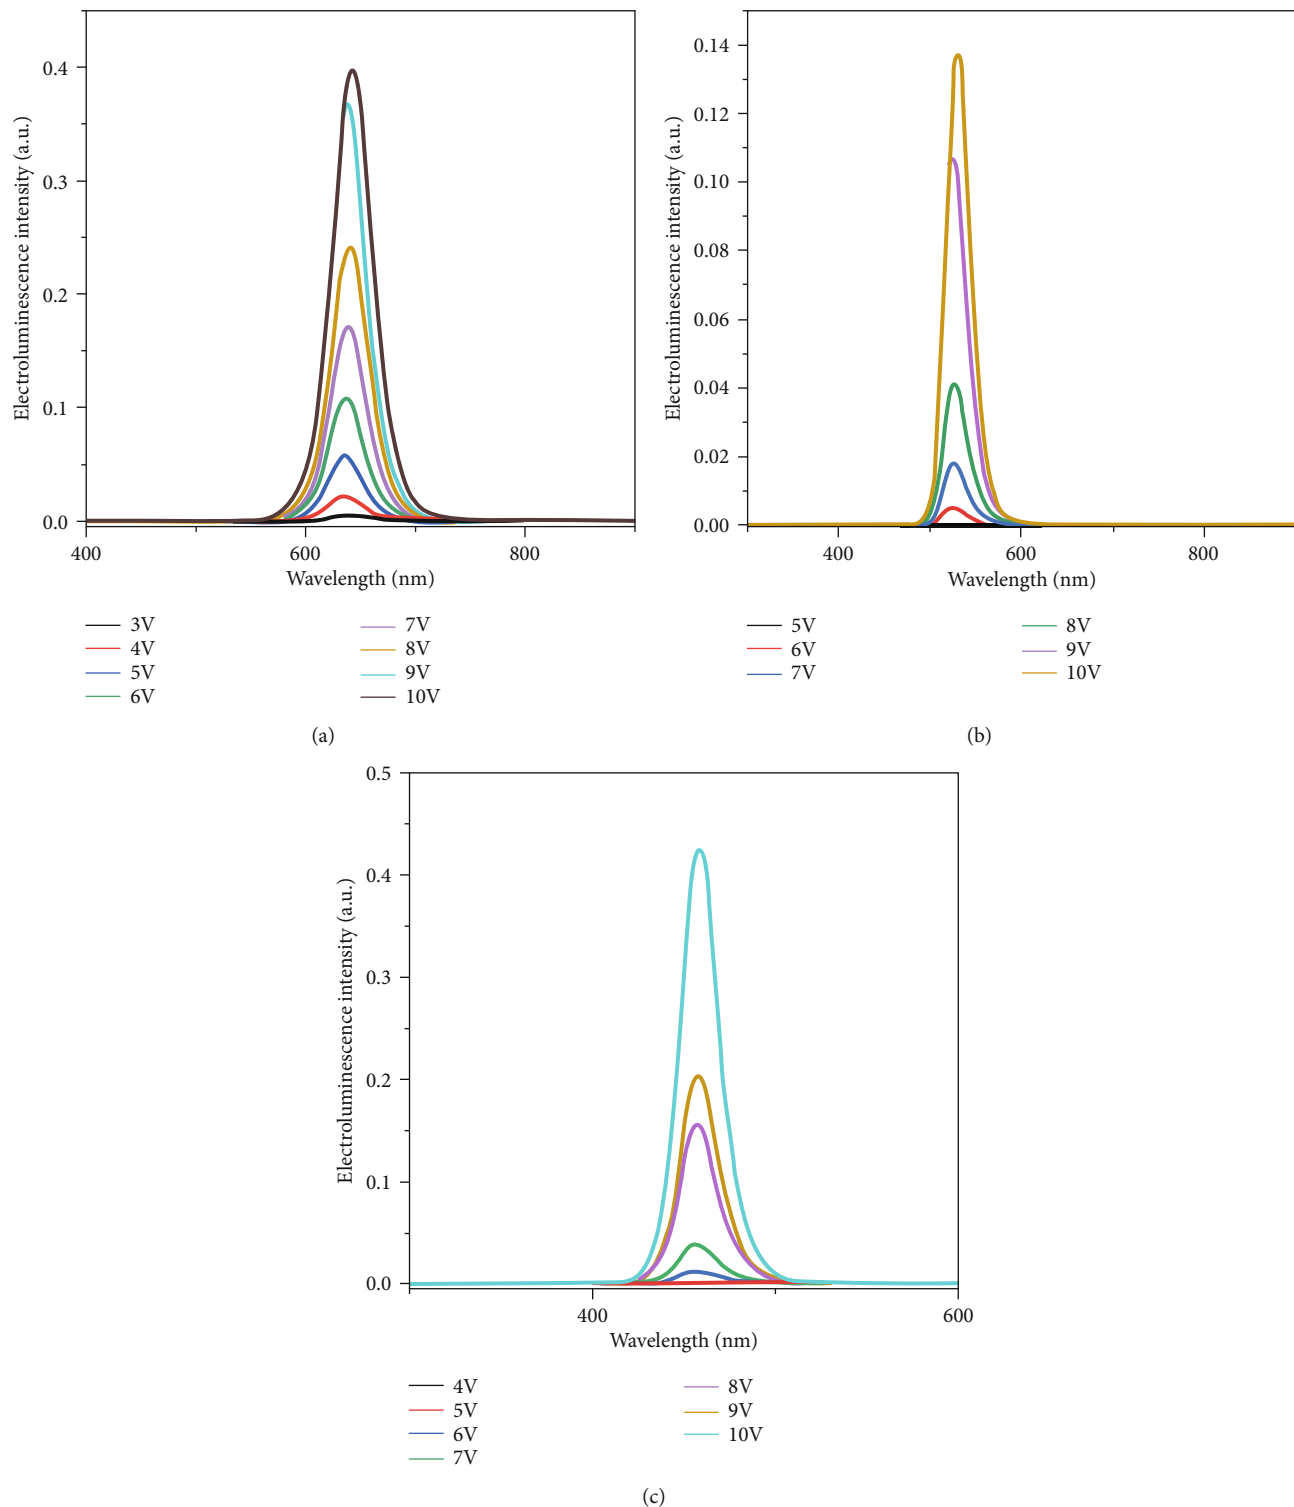 Electroluminescence intensity (a.u.)
0.4
0.3
0.2
0.1
0.0
400 600 800
Wavelength (nm)
3V 7V
4V 8V
5V 9V
6V 10V
(a)
Electroluminescence intensity (a.u.)
0.14
0.12
0.10
0.08
0.06
0.04
0.02
0.00
400 600 800
Wavelength (nm)
5V 8V
6V 9V
7V 10V
(b)
Electroluminescence intensity (a.u.)
0.5
0.4
0.3
0.2
0.1
0.0
400 600
Wavelength (nm)
4V 8V
5V 9V
6V 10V
7V
(c)